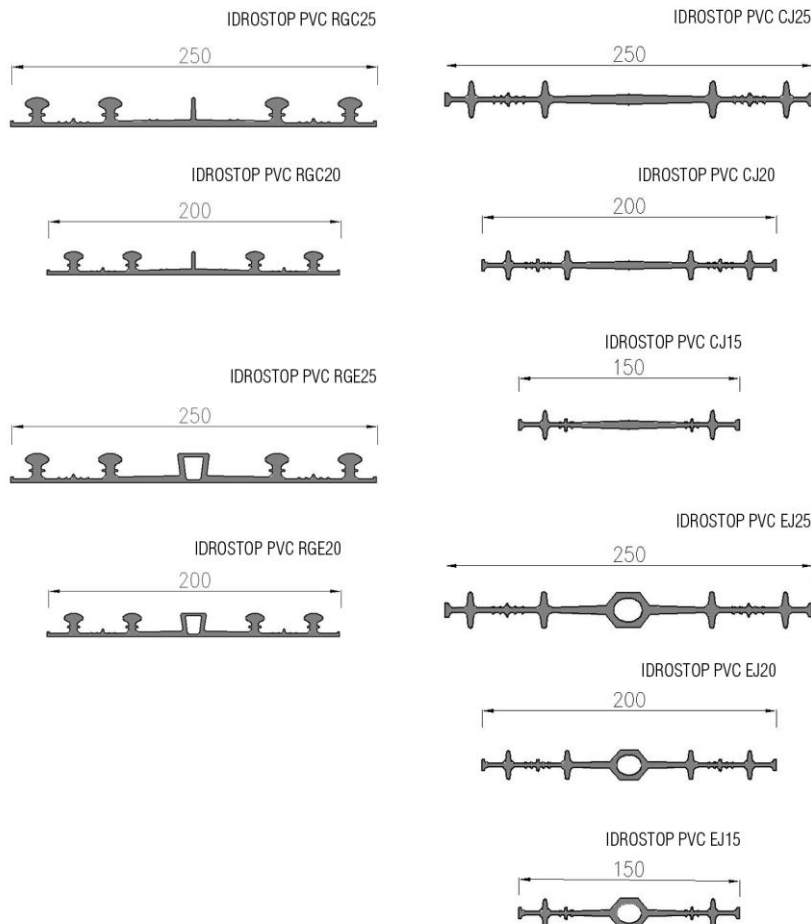 IDROSTOP PVC RGC25
250
IDROSTOP PVC RGC20
200
IDROSTOP PVC RGE25
250
IDROSTOP PVC RGE20
200
IDROSTOP PVC CJ25
250
IDROSTOP PVC CJ20
200
IDROSTOP PVC CJ15
150
IDROSTOP PVC EJ25
250
IDROSTOP PVC EJ20
200
IDROSTOP PVC EJ15
150